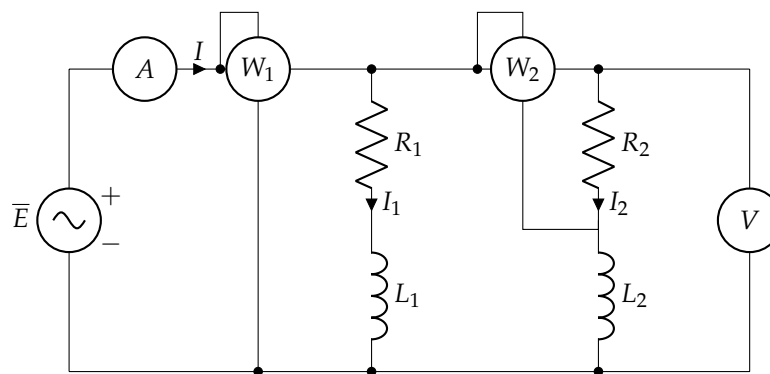 I
A
W₁
W₂
R₁
R₂
I₁
I₂
E̅
+
−
V
L₁
L₂